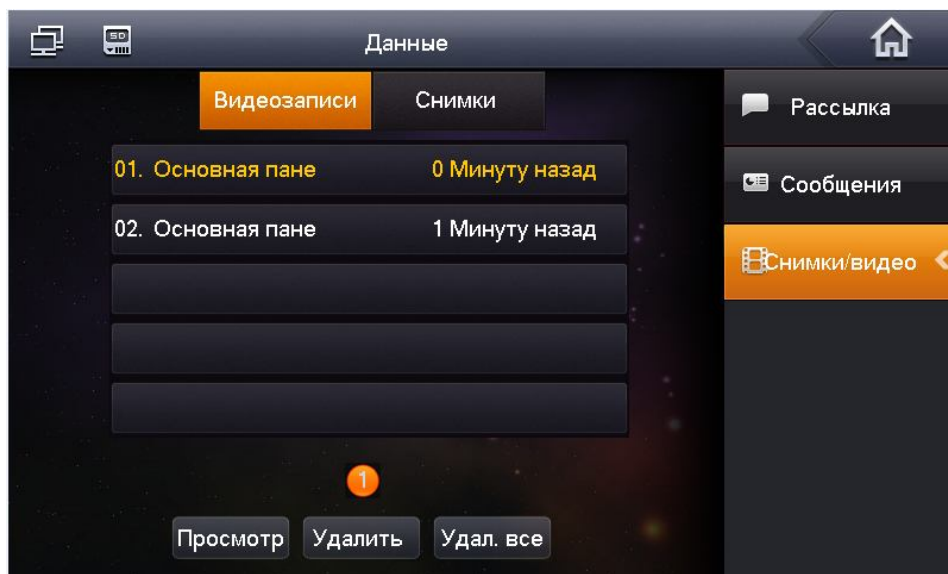 SD
Данные
Видеозаписи
Снимки
01. Основная пане 0 Минуту назад
02. Основная пане 1 Минуту назад
1
Просмотр
Удалить
Удал. все
Рассылка
Сообщения
Снимки/видео